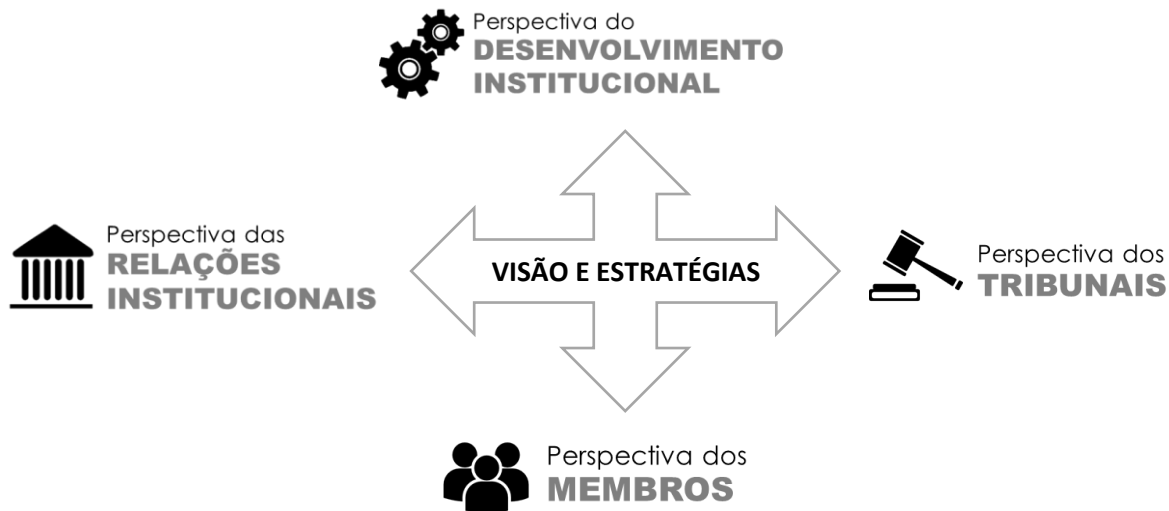 Perspectiva do
DESENVOLVIMENTO
INSTITUCIONAL
Perspectiva das
RELAÇÕES
INSTITUCIONAIS
VISÃO E ESTRATÉGIAS
Perspectiva dos
TRIBUNAIS
Perspectiva dos
MEMBROS